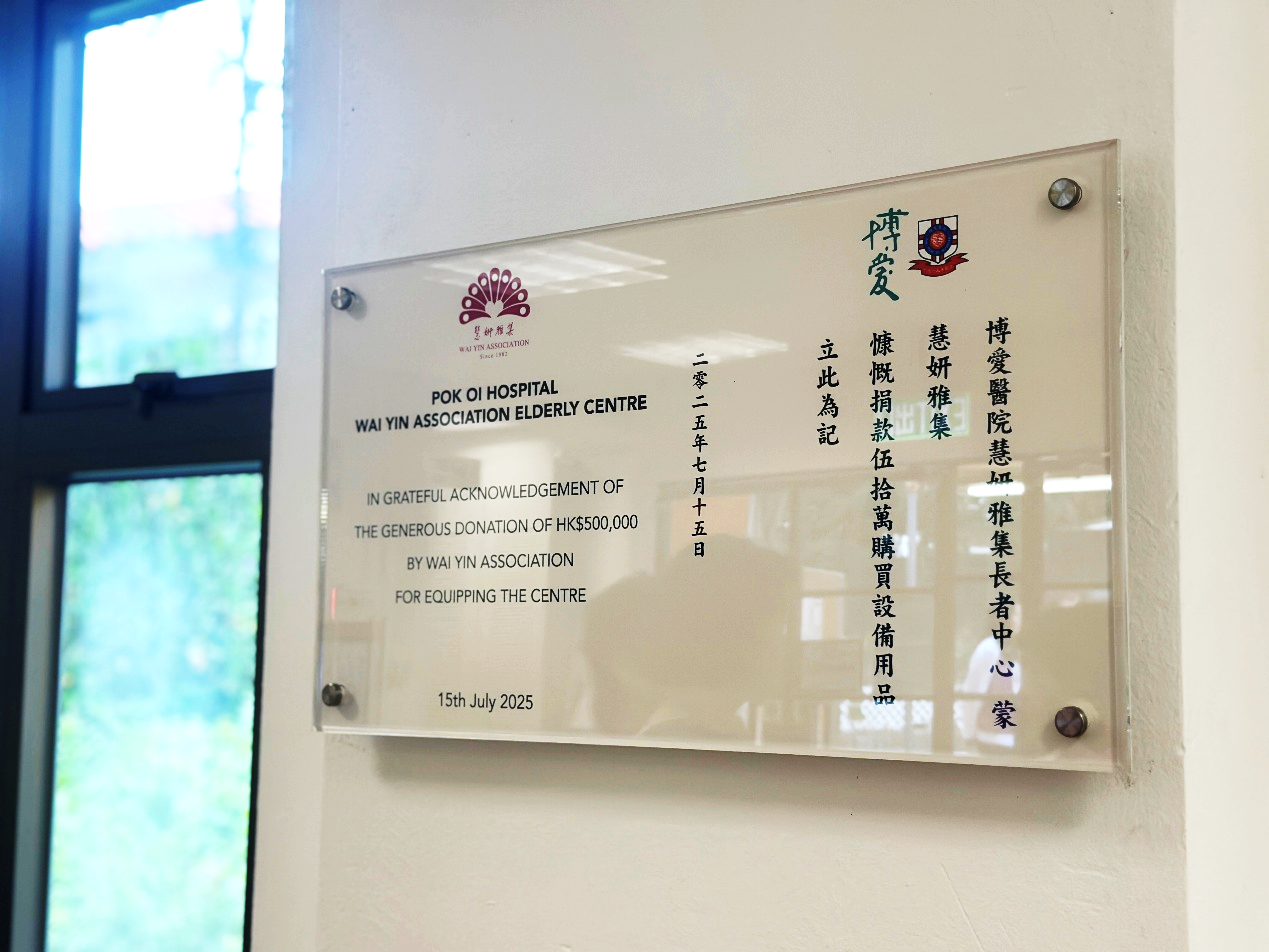 慧妍雅集
WAI YIN ASSOCIATION
Since 1982
POK OI HOSPITAL
WAI YIN ASSOCIATION ELDERLY CENTRE
IN GRATEFUL ACKNOWLEDGEMENT OF
THE GENEROUS DONATION OF HK$500,000
BY WAI YIN ASSOCIATION
FOR EQUIPPING THE CENTRE
15th July 2025
博愛
博愛醫院慧妍雅集長者中心 蒙
慧妍雅集
慷慨捐款伍拾萬購買設備用品
立此為記
二零二五年七月十五日